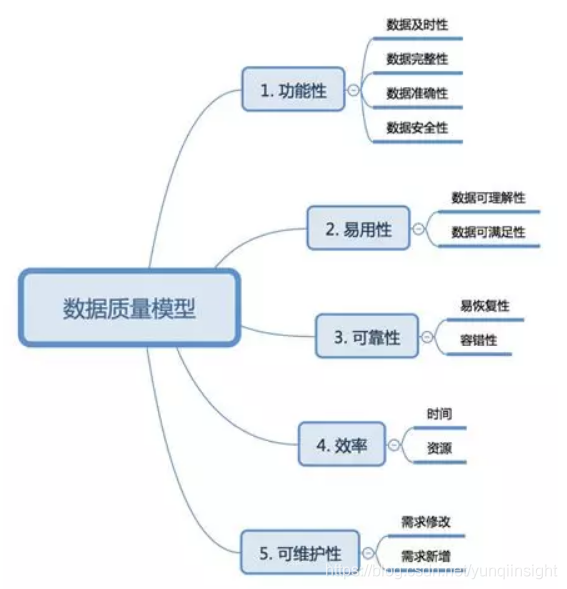 数据质量模型
1. 功能性
数据及时性
数据完整性
数据准确性
数据安全性
2. 易用性
数据可理解性
数据可满足性
3. 可靠性
易恢复性
容错性
4. 效率
时间
资源
5. 可维护性
需求修改
需求新增
https://blog.csdn.net/yunqiinsight